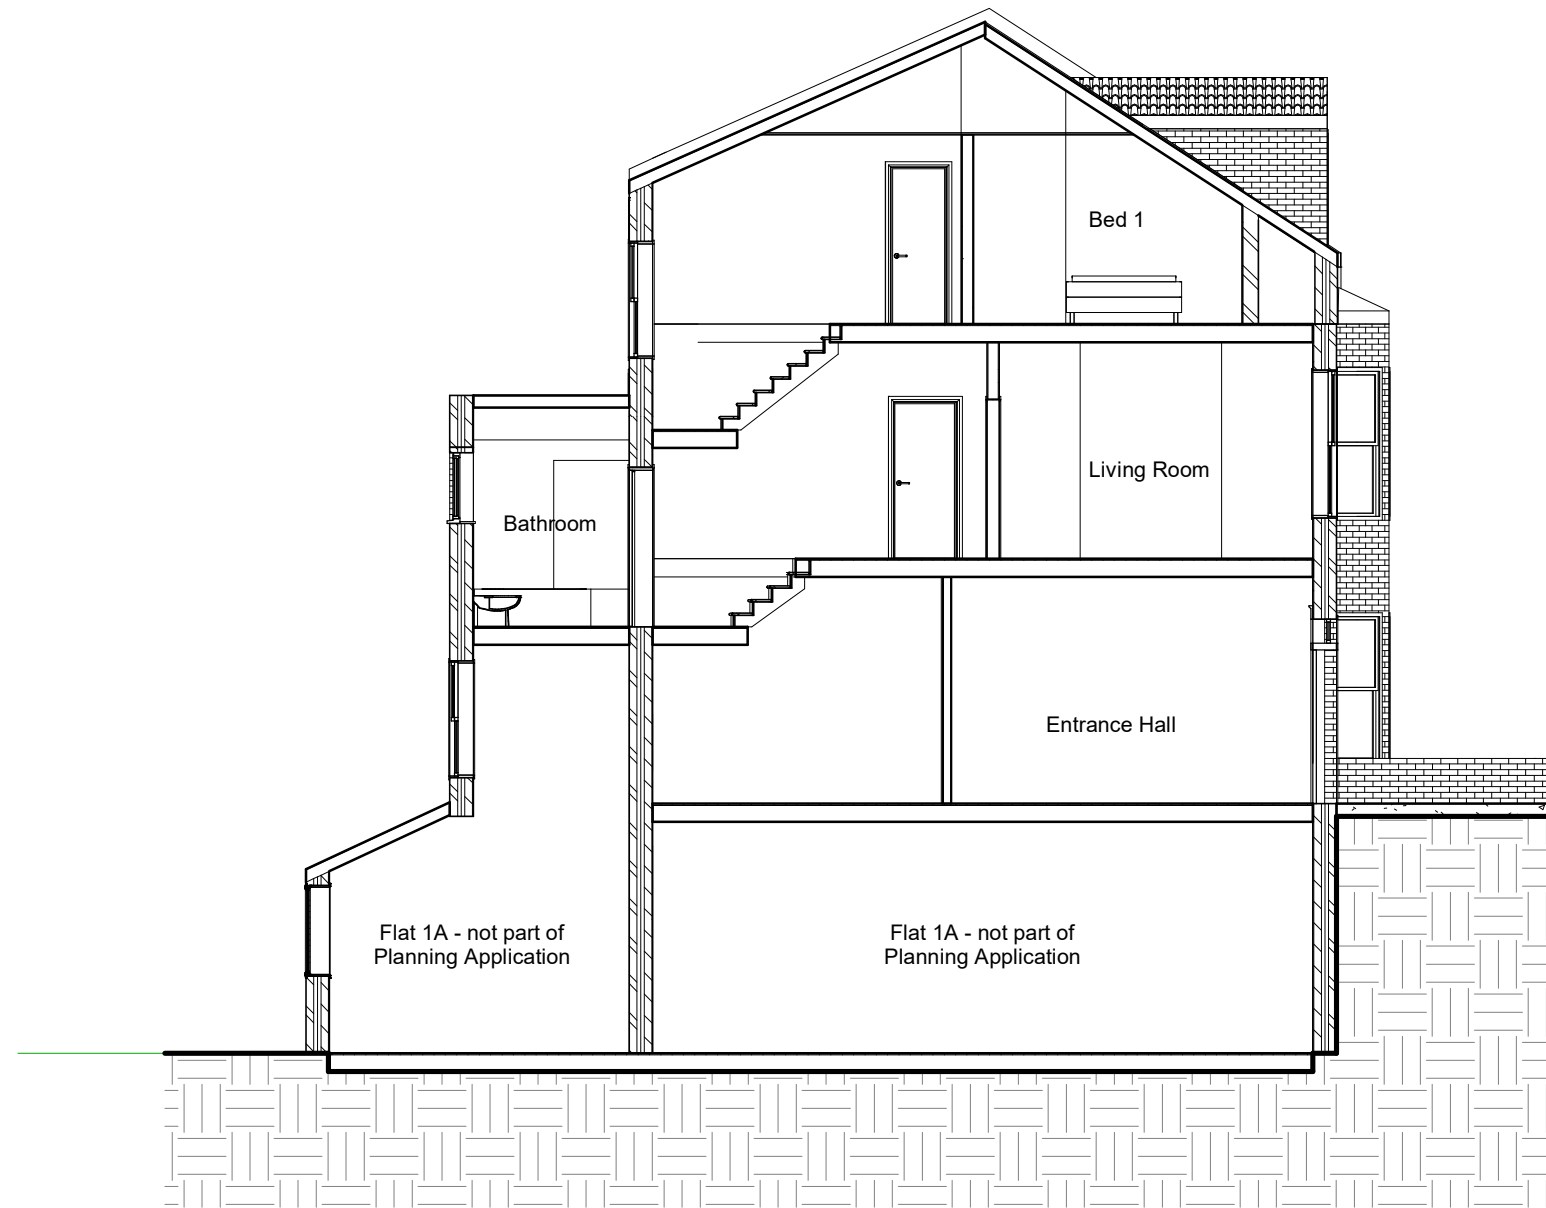 Bed 1
Living Room
Bathroom
Entrance Hall
Flat 1A - not part of
Planning Application
Flat 1A - not part of
Planning Application